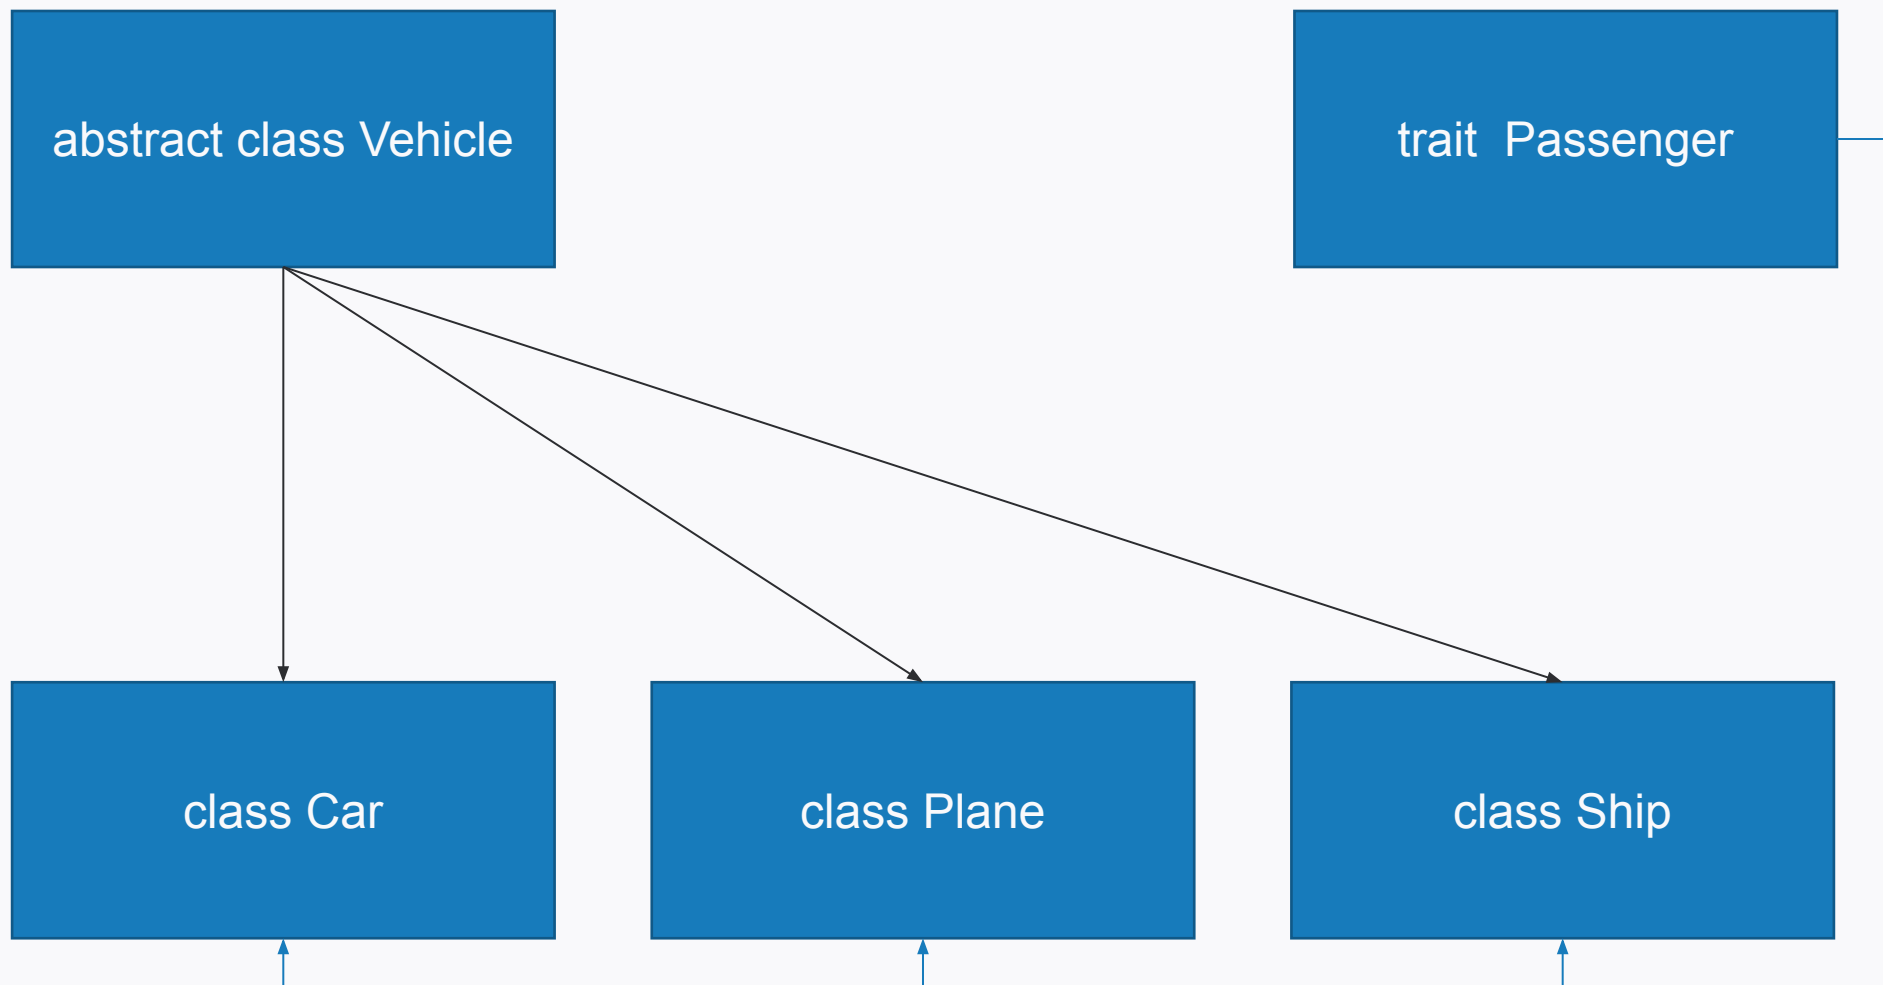 abstract class Vehicle
trait  Passenger
class Car
class Plane
class Ship